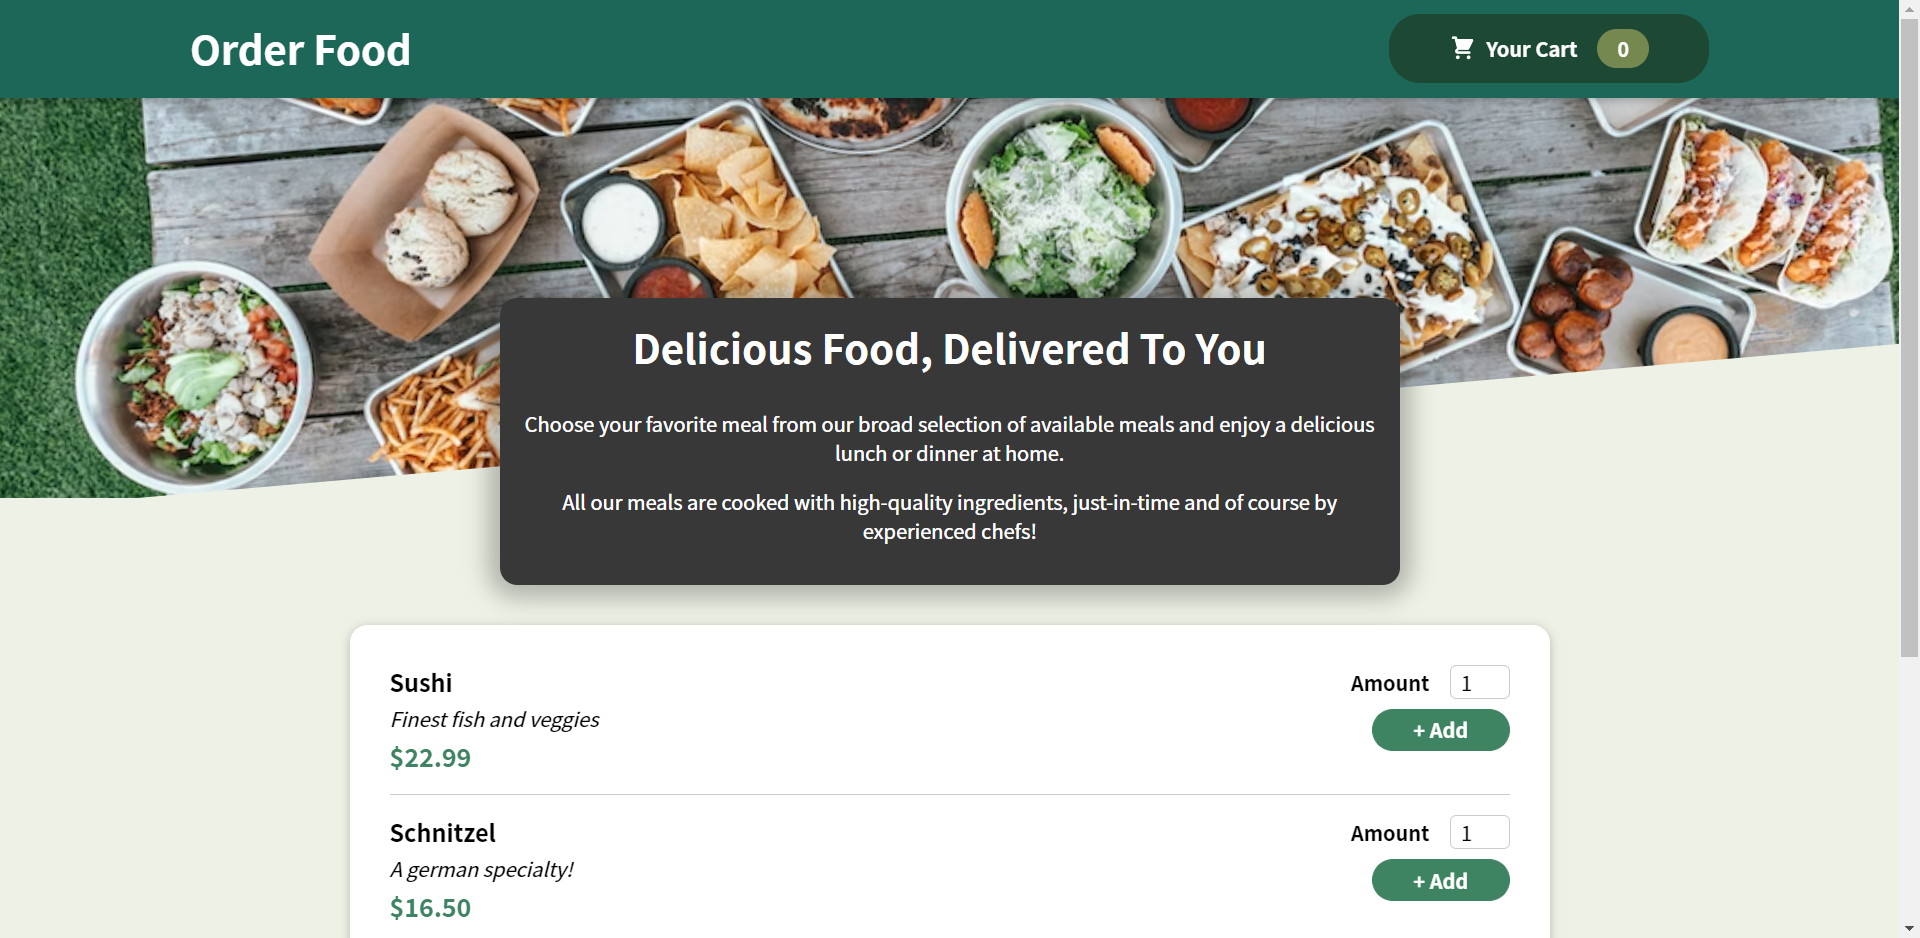 Order Food
Your Cart 0
Delicious Food, Delivered To You
Choose your favorite meal from our broad selection of available meals and enjoy a delicious
lunch or dinner at home.
All our meals are cooked with high-quality ingredients, just-in-time and of course by
experienced chefs!
Sushi
Finest fish and veggies
$22.99
Amount 1
+ Add
Schnitzel
A german specialty!
$16.50
Amount 1
+ Add